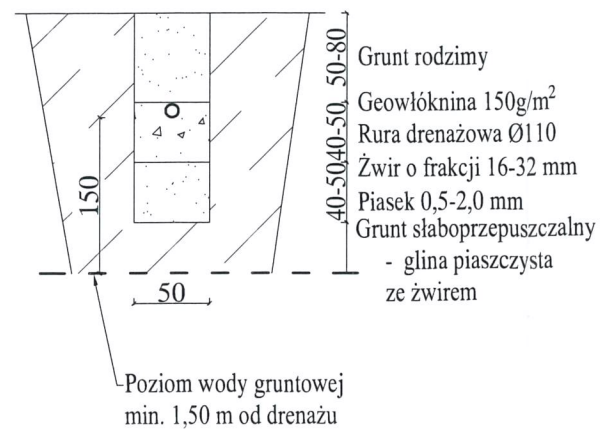 50-80
40-50
40-50
150
50
Grunt rodzimy
Geowłóknina 150g/m²
Rura drenażowa Ø110
Żwir o frakcji 16-32 mm
Piasek 0,5-2,0 mm
Grunt słaboprzepuszczalny
- glina piaszczysta
ze żwirem
Poziom wody gruntowej
min. 1,50 m od drenażu